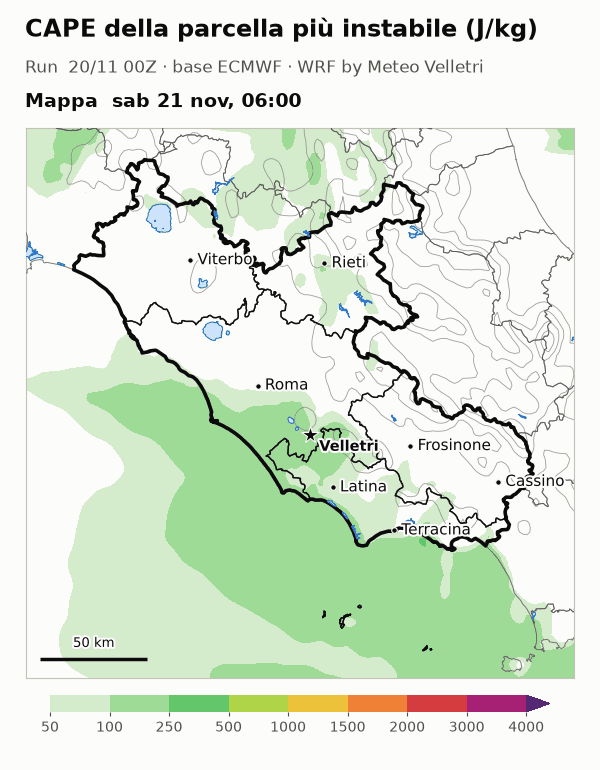 CAPE della parcella più instabile (J/kg)
Run  20/11 00Z · base ECMWF · WRF by Meteo Velletri
Mappa  sab 21 nov, 06:00
Viterbo
Rieti
Roma
Velletri
Frosinone
Latina
Cassino
Terracina
50 km
50 100 250 500 1000 1500 2000 3000 4000